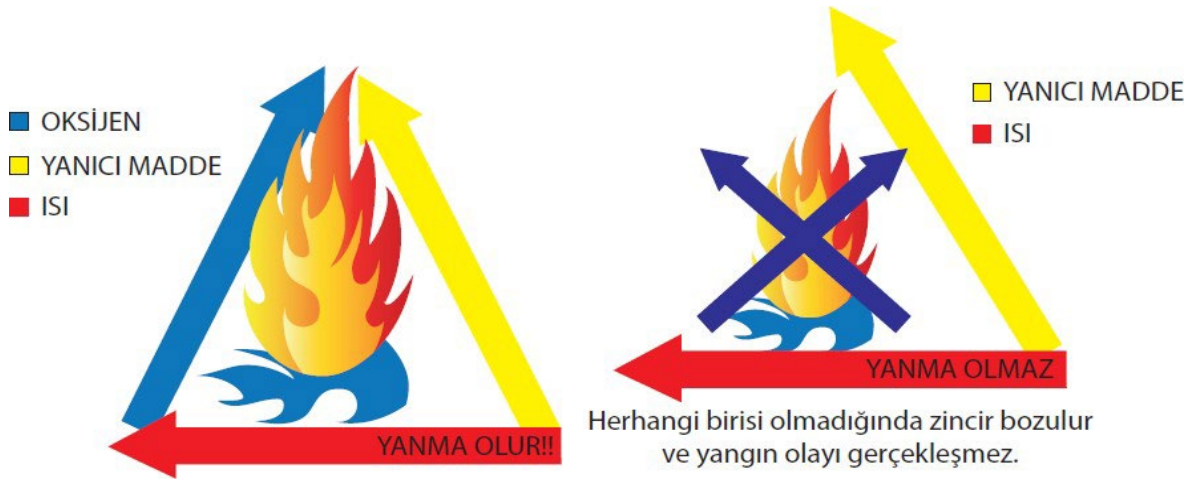 OKSİJEN
YANICI MADDE
ISI
YANMA OLUR!!
YANICI MADDE
ISI
YANMA OLMAZ
Herhangi birisi olmadığında zincir bozulur
ve yangın olayı gerçekleşmez.